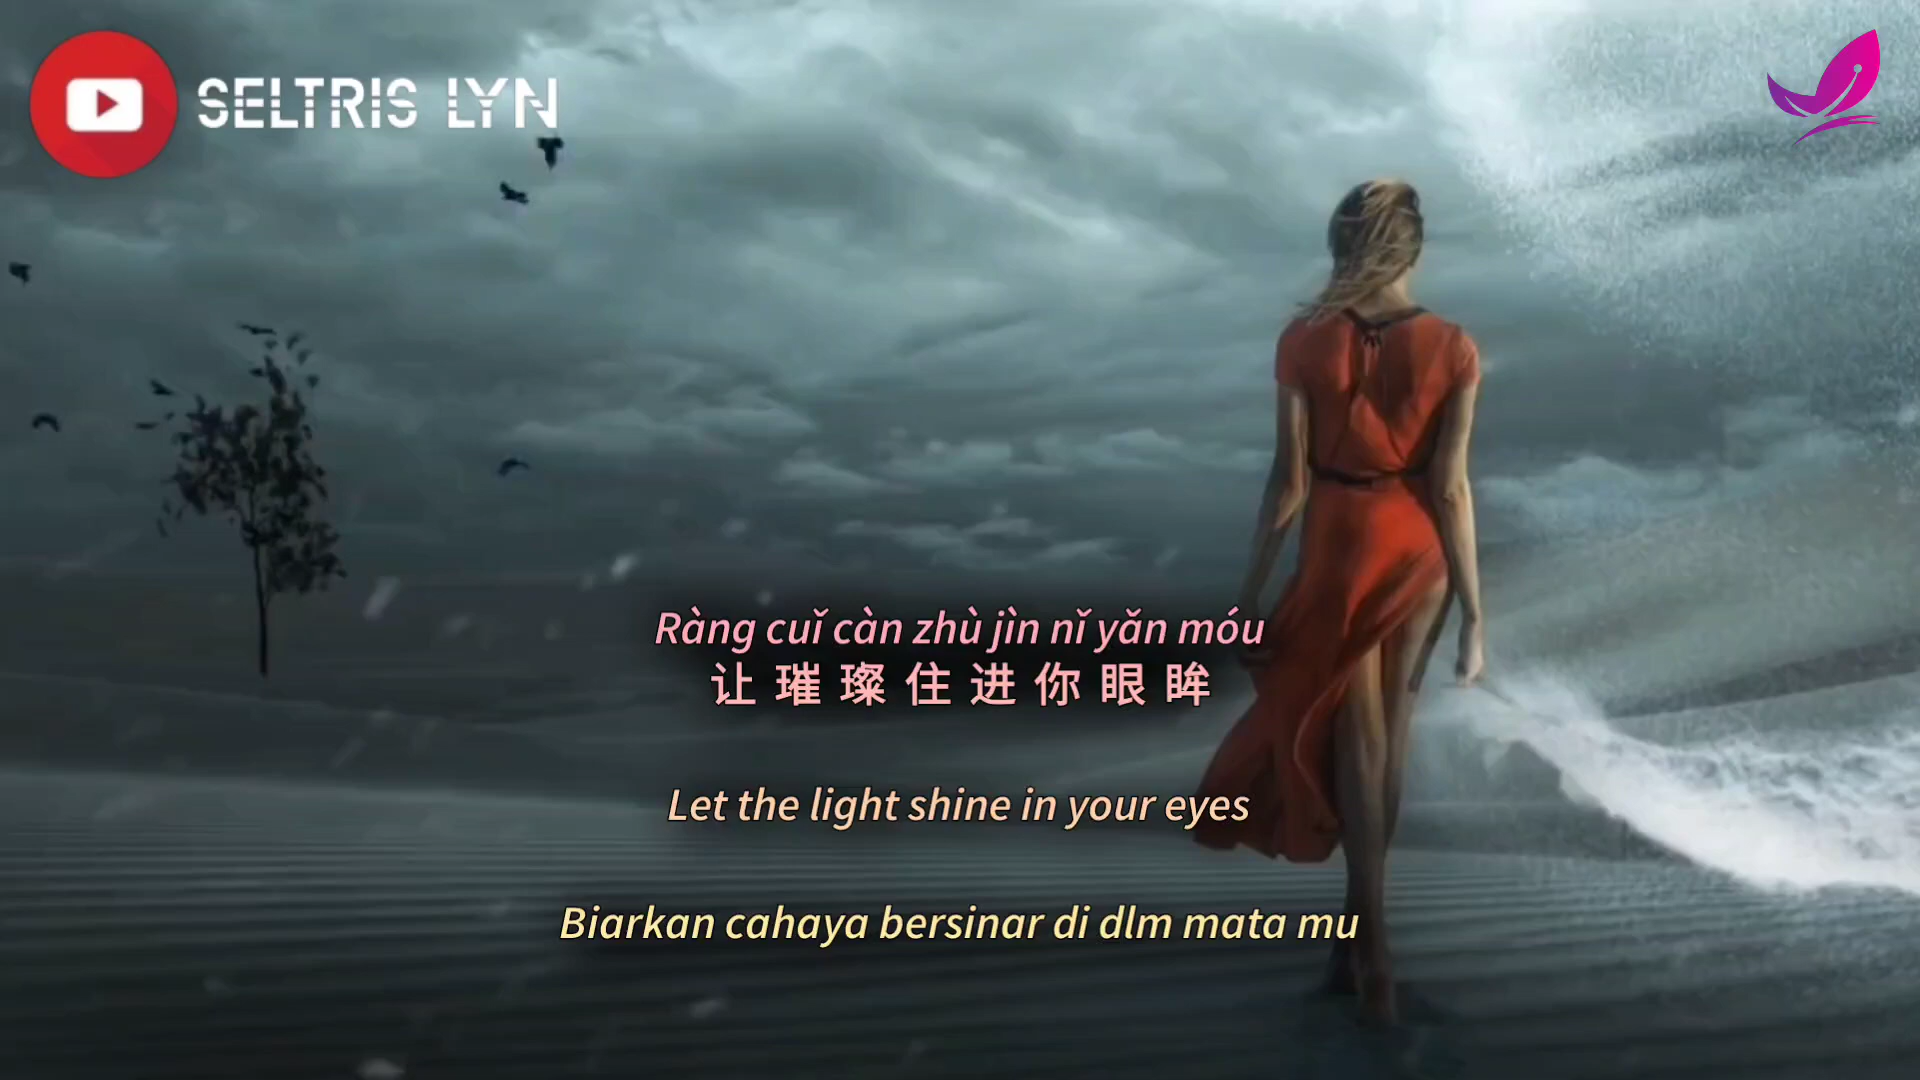 SELTRIS LYN
Ràng cuǐ càn zhù jìn nǐ yǎn móu
让 璀 璨 住 进 你 眼 眸
Let the light shine in your eyes
Biarkan cahaya bersinar di dlm mata mu